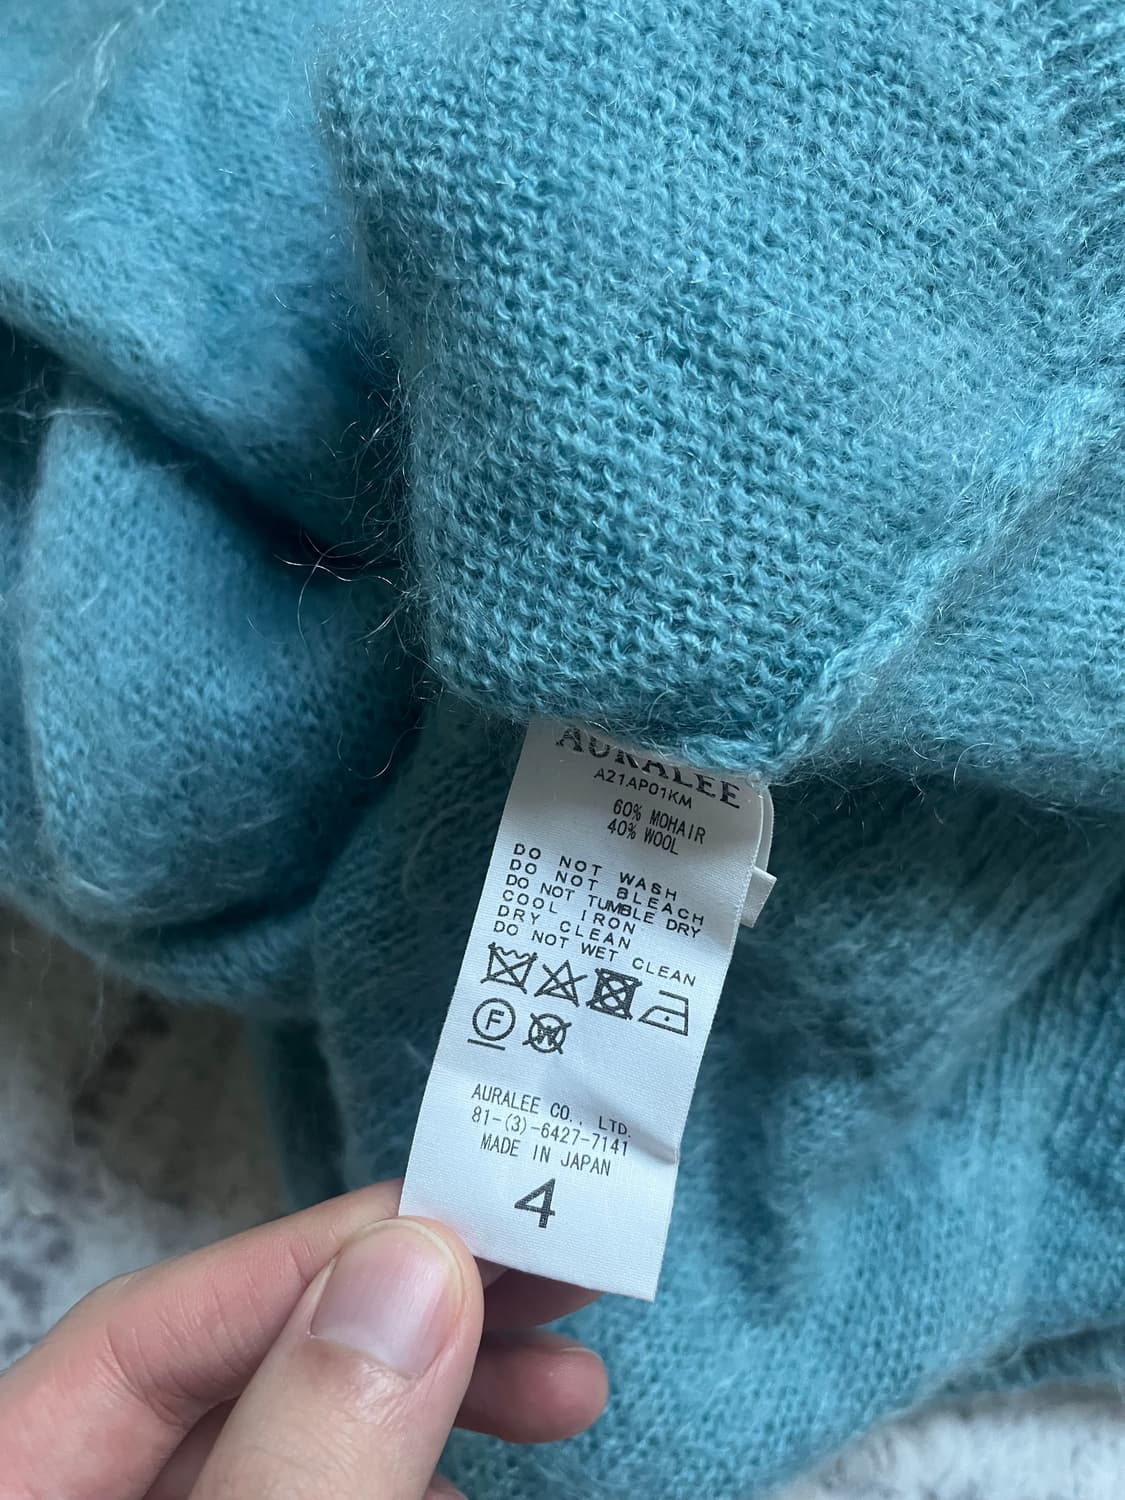 AURALEE
A21AP01KM
60% MOHAIR
40% WOOL
DO NOT WASH
DO NOT BLEACH
DO NOT TUMBLE DRY
COOL IRON
DRY CLEAN
DO NOT WET CLEAN
F W
AURALEE CO., LTD.
81-(3)-6427-7141
MADE IN JAPAN
4